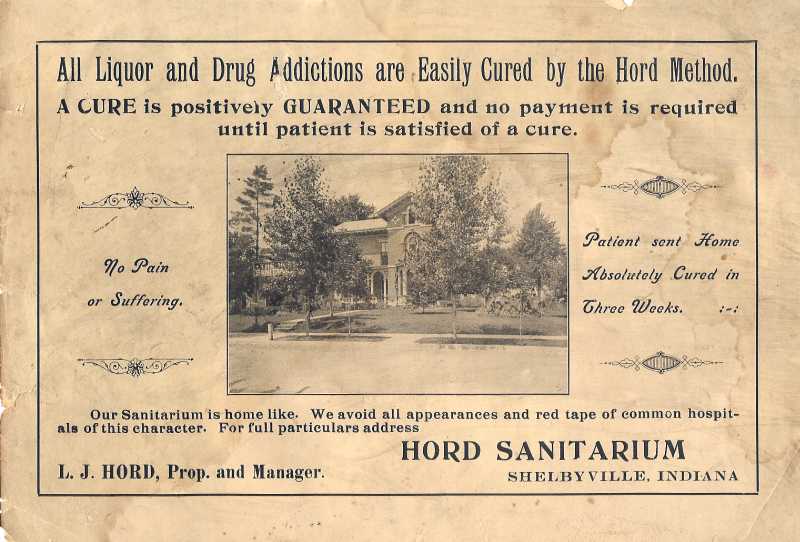 All Liquor and Drug Addictions are Easily Cured by the Hord Method.
A CURE is positively GUARANTEED and no payment is required
until patient is satisfied of a cure.
No Pain
or Suffering.
Patient sent Home
Absolutely Cured in
Three Weeks. :-:
Our Sanitarium is home like. We avoid all appearances and red tape of common hospit-
als of this character. For full particulars address
HORD SANITARIUM
L. J. HORD, Prop. and Manager.
SHELBYVILLE, INDIANA